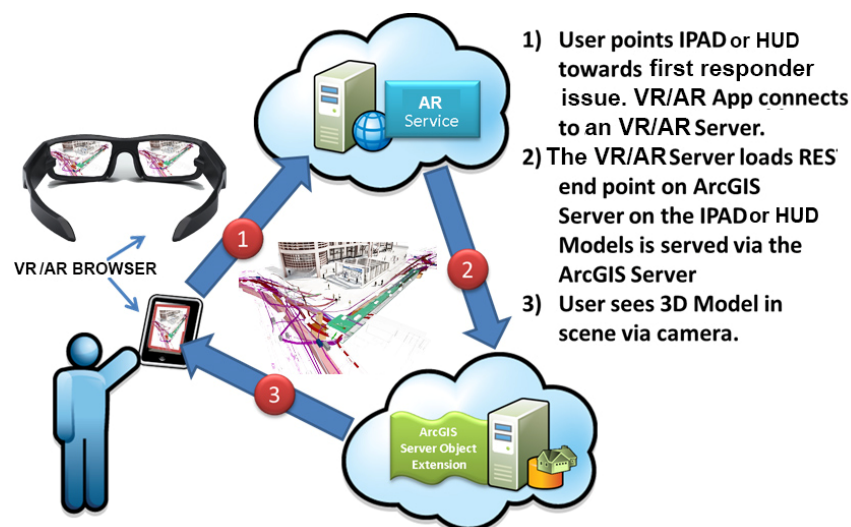 1) User points IPAD or HUD
towards first responder
issue. VR/AR App connects
to an VR/AR Server.
2) The VR/AR Server loads RES
end point on ArcGIS
Server on the IPAD or HUD
Models is served via the
ArcGIS Server
3) User sees 3D Model in
scene via camera.
AR
Service
1
VR/AR BROWSER
2
3
ArcGIS
Server Object
Extension